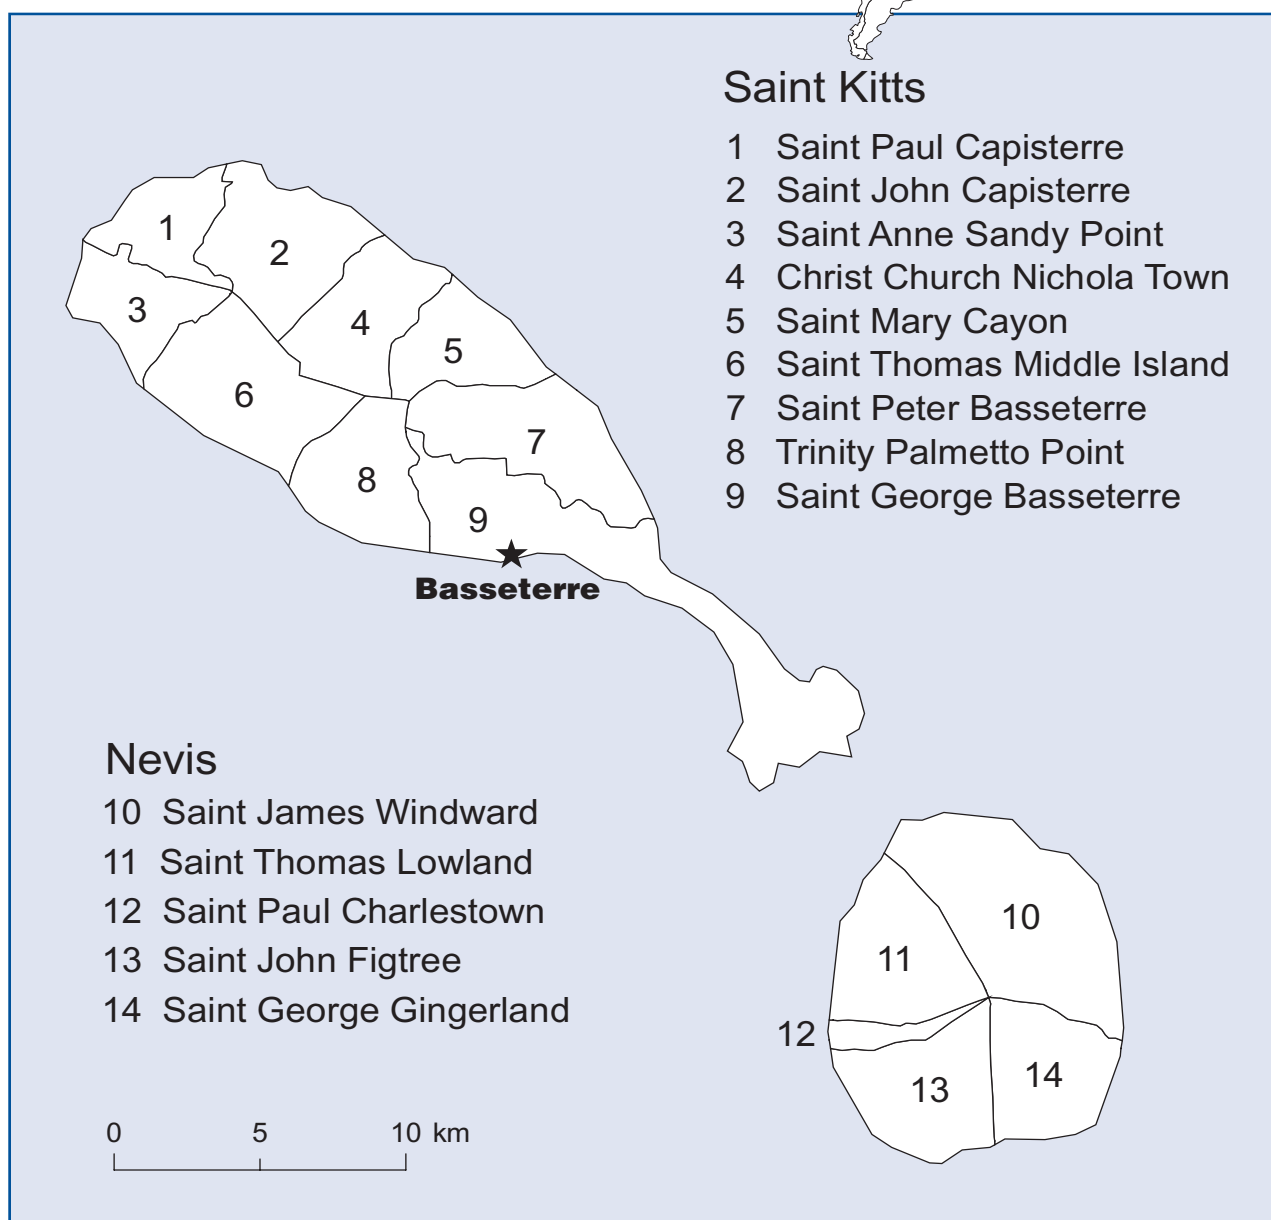 Saint Kitts
1 Saint Paul Capisterre
2 Saint John Capisterre
3 Saint Anne Sandy Point
4 Christ Church Nichola Town
5 Saint Mary Cayon
6 Saint Thomas Middle Island
7 Saint Peter Basseterre
8 Trinity Palmetto Point
9 Saint George Basseterre
1
2
3
4
5
6
7
8
9
Basseterre
Nevis
10 Saint James Windward
11 Saint Thomas Lowland
12 Saint Paul Charlestown
13 Saint John Figtree
14 Saint George Gingerland
10
11
12
13
14
0 5 10 km